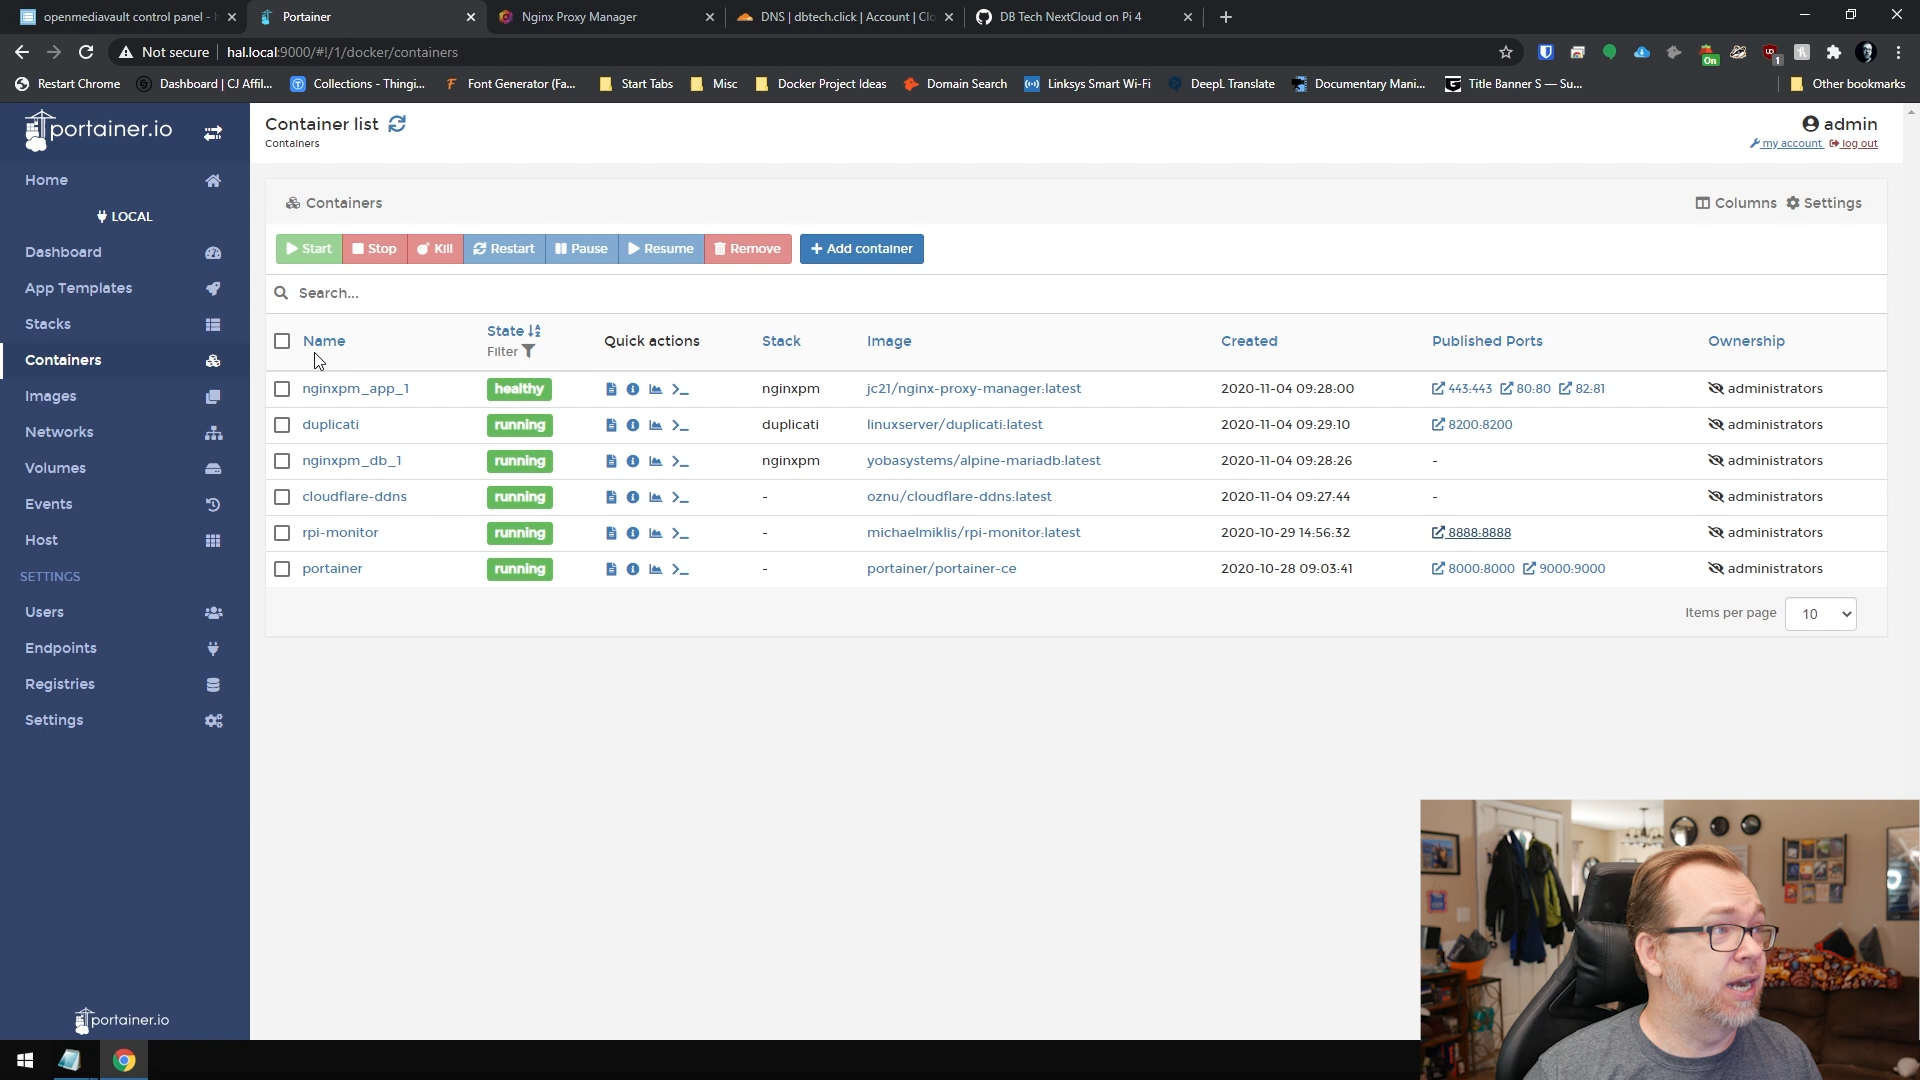 openmediavault control panel - h
Portainer
Nginx Proxy Manager
DNS | dbtech.click | Account | Clo
DB Tech NextCloud on Pi 4
Not secure
hal.local:9000/#!/1/docker/containers
On
1
Restart Chrome
Dashboard | CJ Affil...
Collections - Thingi...
Font Generator (Fa...
Start Tabs
Misc
Docker Project Ideas
Domain Search
Linksys Smart Wi-Fi
DeepL Translate
Documentary Mani...
Title Banner S — Su...
Other bookmarks
portainer.io
Home
LOCAL
Dashboard
App Templates
Stacks
Containers
Images
Networks
Volumes
Events
Host
SETTINGS
Users
Endpoints
Registries
Settings
portainer.io
Container list
Containers
admin
my account log out
Containers
Columns Settings
Start Stop Kill Restart Pause Resume Remove + Add container
Search...
Name State Filter Quick actions Stack Image Created Published Ports Ownership
nginxpm_app_1 healthy nginxpm jc21/nginx-proxy-manager:latest 2020-11-04 09:28:00 443:443 80:80 82:81 administrators
duplicati running duplicati linuxserver/duplicati:latest 2020-11-04 09:29:10 8200:8200 administrators
nginxpm_db_1 running nginxpm yobasystems/alpine-mariadb:latest 2020-11-04 09:28:26 - administrators
cloudflare-ddns running - oznu/cloudflare-ddns:latest 2020-11-04 09:27:44 - administrators
rpi-monitor running - michaelmiklis/rpi-monitor:latest 2020-10-29 14:56:32 8888:8888 administrators
portainer running - portainer/portainer-ce 2020-10-28 09:03:41 8000:8000 9000:9000 administrators
Items per page 10